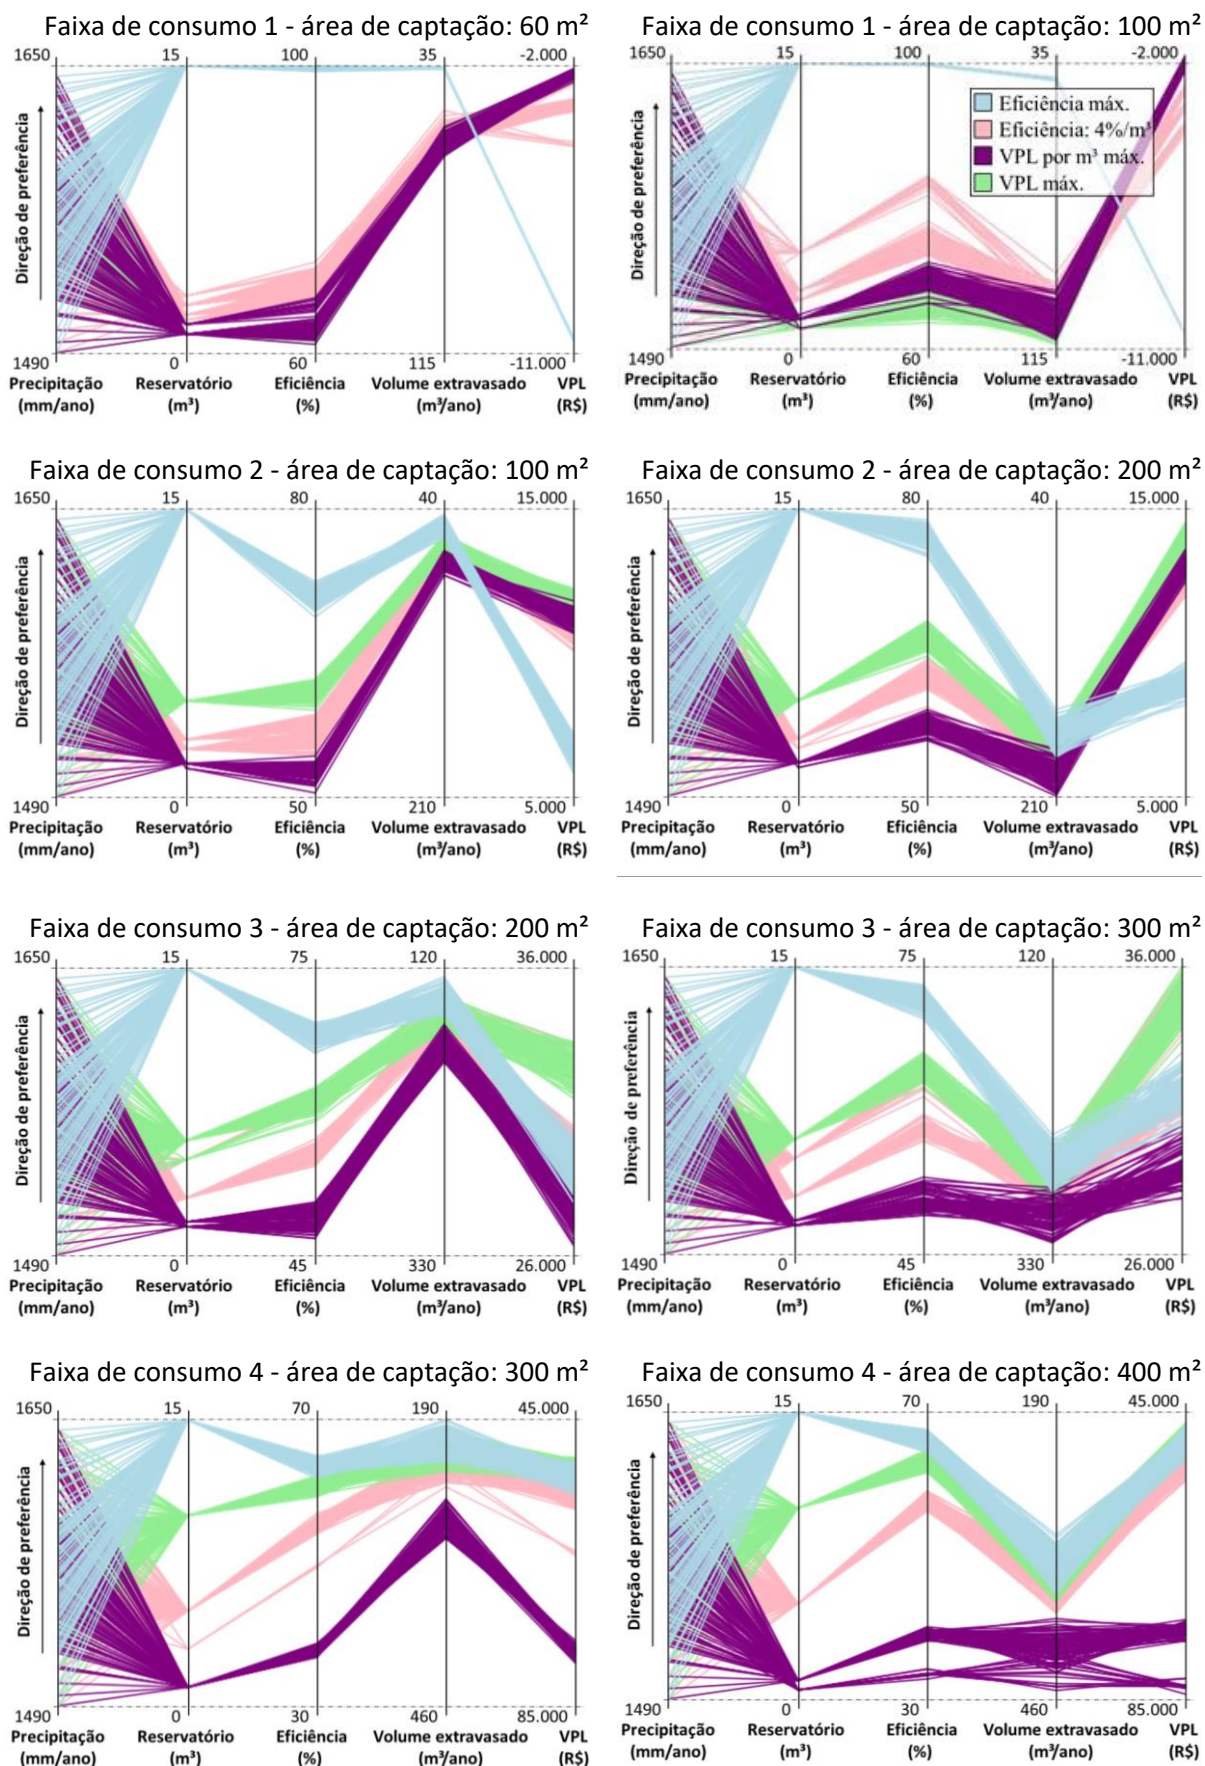 Faixa de consumo 1 - área de captação: 60 m²
1650 15 100 35 -2.000
Direção de preferência
1490 0 60 115 -11.000
Precipitação Reservatório Eficiência Volume extravasado VPL
(mm/ano) (m³) (%) (m³/ano) (R$)
Faixa de consumo 1 - área de captação: 100 m²
1650 15 100 35 -2.000
Eficiência máx.
Eficiência: 4%/m³
VPL por m³ máx.
VPL máx.
Direção de preferência
1490 0 60 115 -11.000
Precipitação Reservatório Eficiência Volume extravasado VPL
(mm/ano) (m³) (%) (m³/ano) (R$)
Faixa de consumo 2 - área de captação: 100 m²
1650 15 80 40 15.000
Direção de preferência
1490 0 50 210 5.000
Precipitação Reservatório Eficiência Volume extravasado VPL
(mm/ano) (m³) (%) (m³/ano) (R$)
Faixa de consumo 2 - área de captação: 200 m²
1650 15 80 40 15.000
Direção de preferência
1490 0 50 210 5.000
Precipitação Reservatório Eficiência Volume extravasado VPL
(mm/ano) (m³) (%) (m³/ano) (R$)
Faixa de consumo 3 - área de captação: 200 m²
1650 15 75 120 36.000
Direção de preferência
1490 0 45 330 26.000
Precipitação Reservatório Eficiência Volume extravasado VPL
(mm/ano) (m³) (%) (m³/ano) (R$)
Faixa de consumo 3 - área de captação: 300 m²
1650 15 75 120 36.000
Direção de preferência
1490 0 45 330 26.000
Precipitação Reservatório Eficiência Volume extravasado VPL
(mm/ano) (m³) (%) (m³/ano) (R$)
Faixa de consumo 4 - área de captação: 300 m²
1650 15 70 190 45.000
Direção de preferência
1490 0 30 460 85.000
Precipitação Reservatório Eficiência Volume extravasado VPL
(mm/ano) (m³) (%) (m³/ano) (R$)
Faixa de consumo 4 - área de captação: 400 m²
1650 15 70 190 45.000
Direção de preferência
1490 0 30 460 85.000
Precipitação Reservatório Eficiência Volume extravasado VPL
(mm/ano) (m³) (%) (m³/ano) (R$)